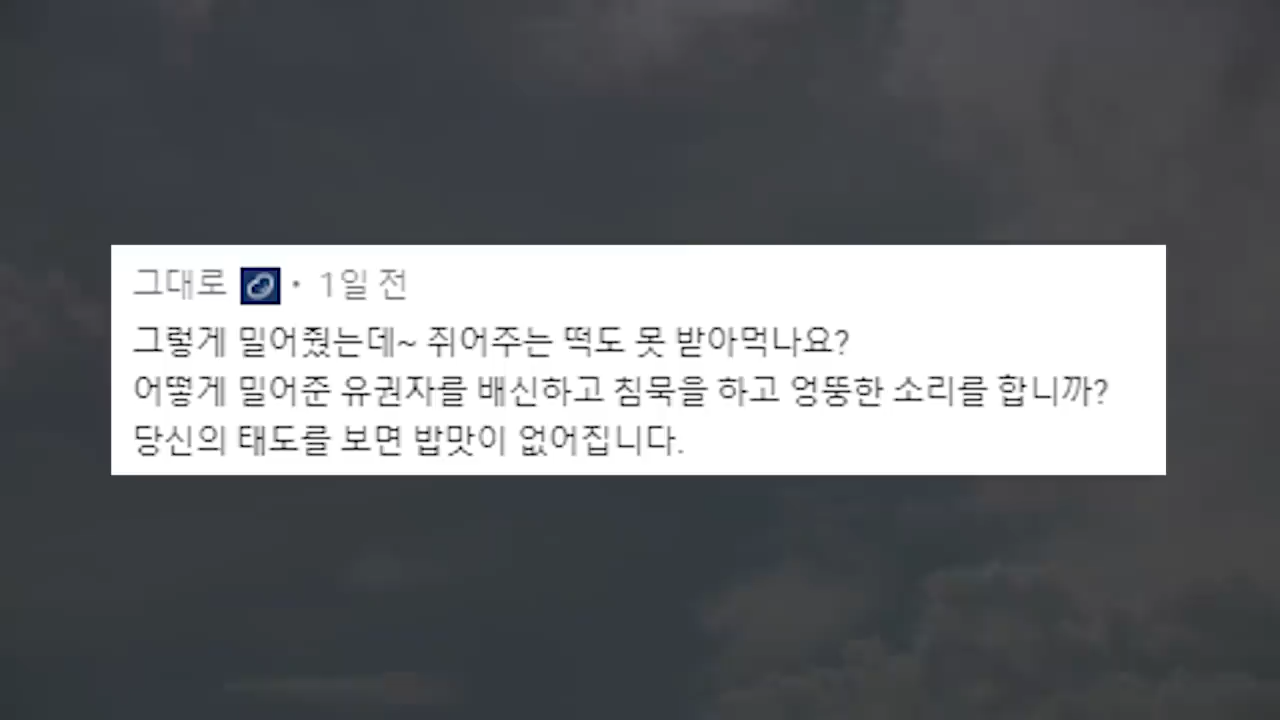 그대로 • 1일 전
그렇게 밀어줬는데~ 쥐어주는 떡도 못 받아먹나요?
어떻게 밀어준 유권자를 배신하고 침묵을 하고 엉뚱한 소리를 합니까?
당신의 태도를 보면 밥맛이 없어집니다.